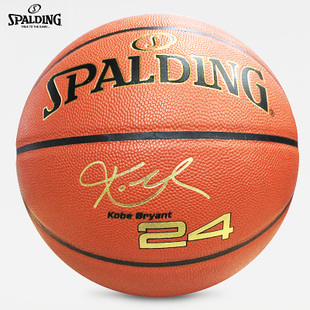 SPALDING
TRUE TO THE GAME
SPALDING
Kobe Bryant
24